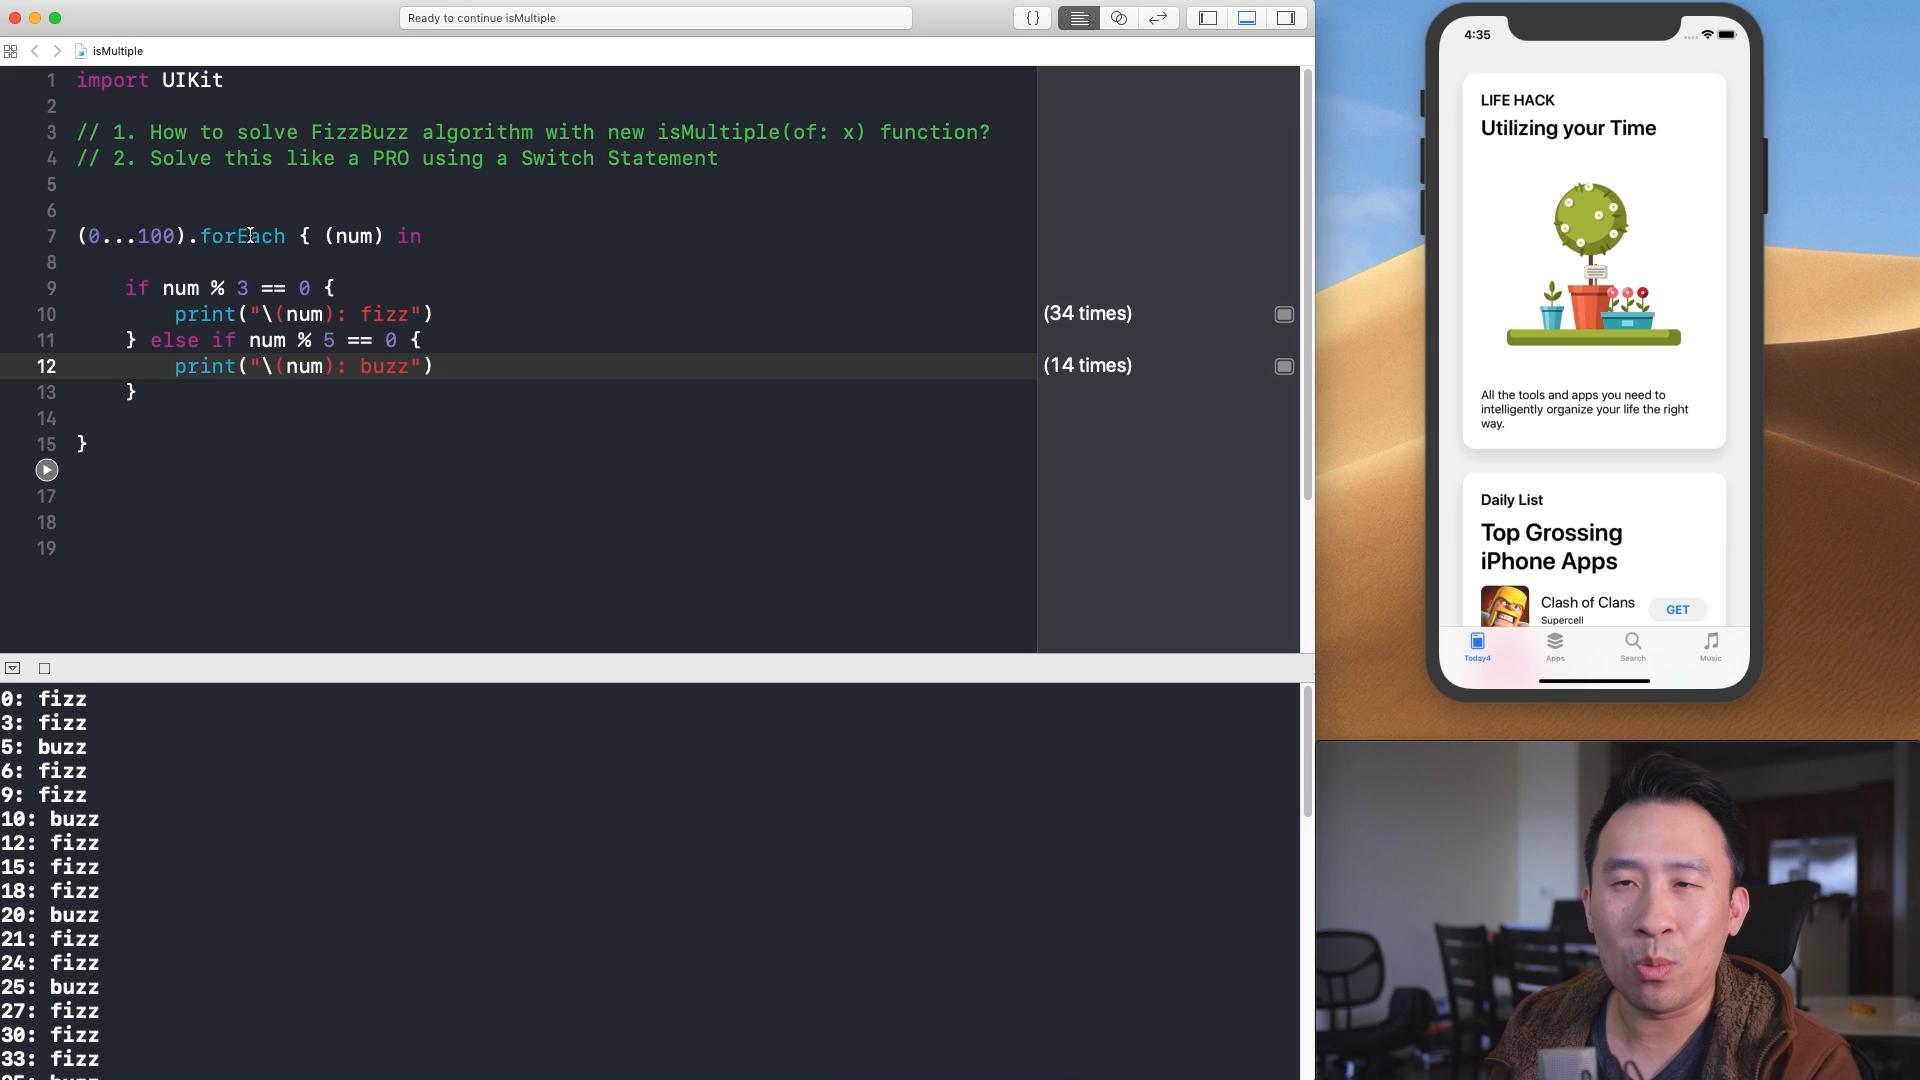 Ready to continue isMultiple
{}
isMultiple
1 import UIKit
2
3 // 1. How to solve FizzBuzz algorithm with new isMultiple(of: x) function?
4 // 2. Solve this like a PRO using a Switch Statement
5
6
7 (0...100).forEach { (num) in
8
9 if num % 3 == 0 {
10 print("\(num): fizz") (34 times)
11 } else if num % 5 == 0 {
12 print("\(num): buzz") (14 times)
13 }
14
15 }
17
18
19
0: fizz
3: fizz
5: buzz
6: fizz
9: fizz
10: buzz
12: fizz
15: fizz
18: fizz
20: buzz
21: fizz
24: fizz
25: buzz
27: fizz
30: fizz
33: fizz
4:35
LIFE HACK
Utilizing your Time
All the tools and apps you need to
intelligently organize your life the right
way.
Daily List
Top Grossing
iPhone Apps
Clash of Clans
GET
Supercell
Today4 Apps Search Music